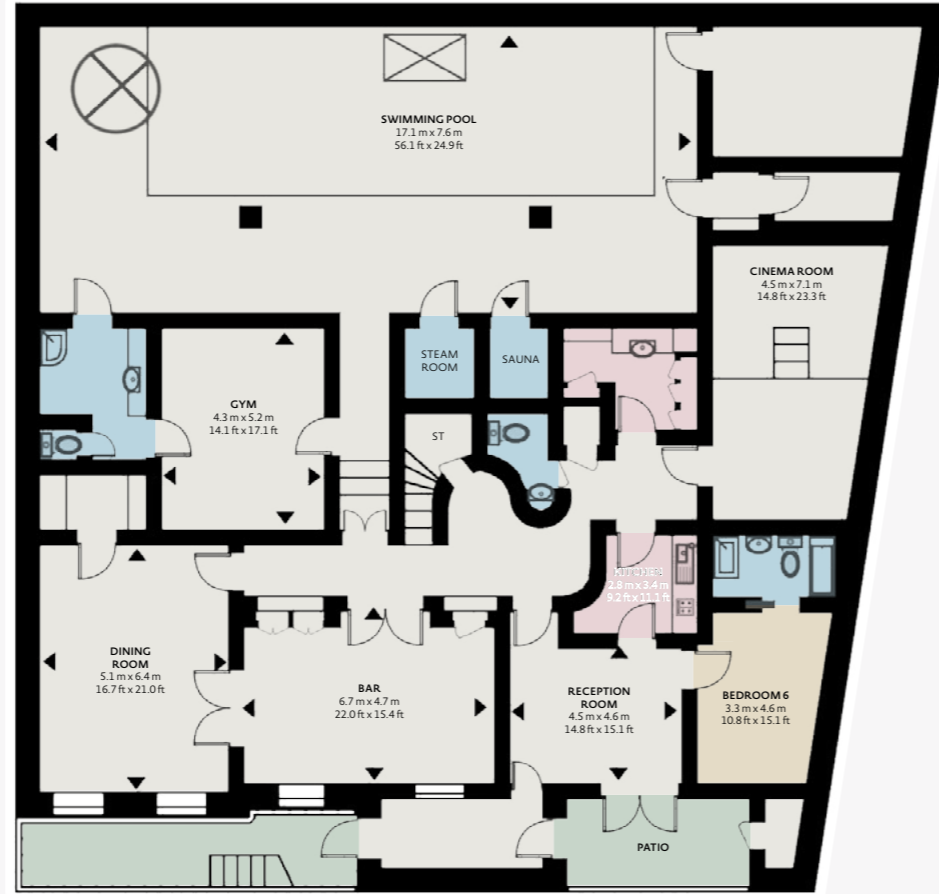 SWIMMING POOL
17.1 m x 7.6 m
56.1 ft x 24.9 ft
CINEMA ROOM
4.5 m x 7.1 m
14.8 ft x 23.3 ft
STEAM
ROOM
SAUNA
GYM
4.3 m x 5.2 m
14.1 ft x 17.1 ft
ST
KITCHEN
2.8 m x 3.4 m
9.2 ft x 11.1 ft
DINING
ROOM
5.1 m x 6.4 m
16.7 ft x 21.0 ft
BAR
6.7 m x 4.7 m
22.0 ft x 15.4 ft
RECEPTION
ROOM
4.5 m x 4.6 m
14.8 ft x 15.1 ft
BEDROOM 6
3.3 m x 4.6 m
10.8 ft x 15.1 ft
PATIO